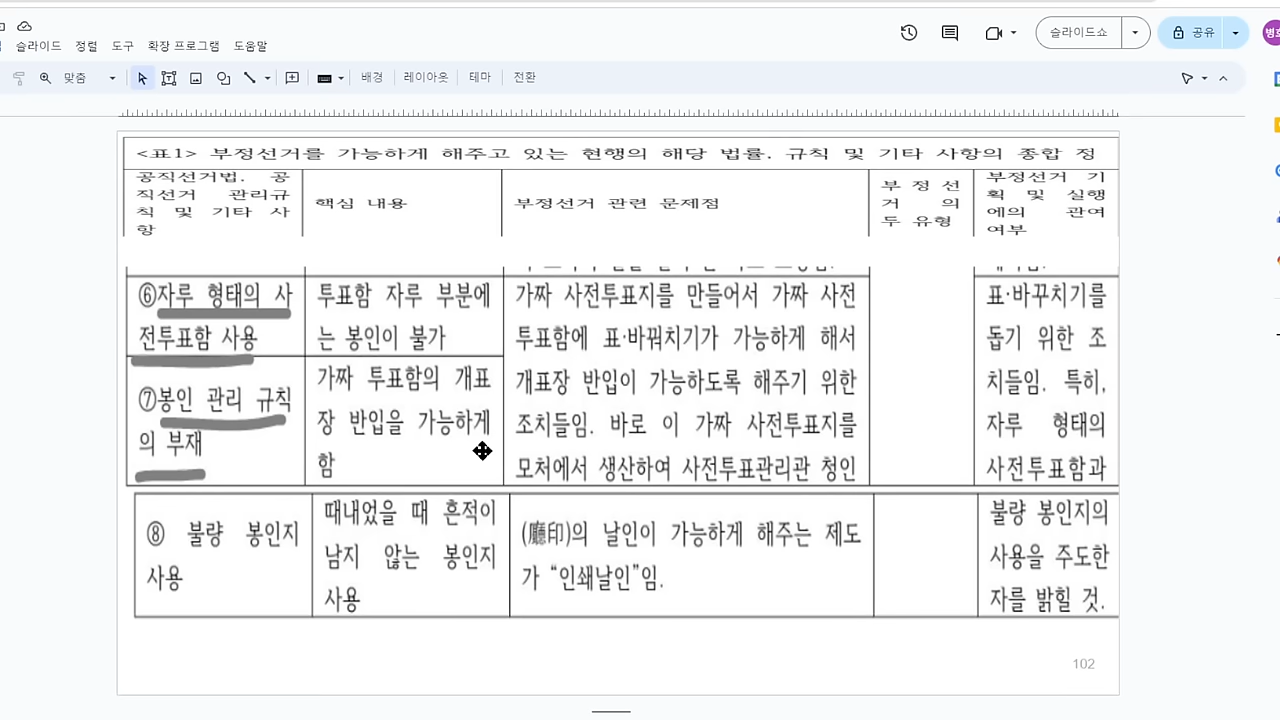 슬라이드 정렬 도구 확장 프로그램 도움말
슬라이드쇼
공유
맞춤
배경 레이아웃 테마 전환
<표1> 부정선거를 가능하게 해주고 있는 현행의 해당 법률. 규칙 및 기타 사항의 종합 정
공직선거법. 공
직선거 관리규
칙 및 기타 사
항
핵심 내용
부정선거 관련 문제점
부 정 선
거 의
두 유형
부정선거 기
획 및 실행
에의 관여
여부
⑥자루 형태의 사
전투표함 사용
투표함 자루 부분에
는 봉인이 불가
⑦봉인 관리 규칙
의 부재
가짜 투표함의 개표
장 반입을 가능하게
함
가짜 사전투표지를 만들어서 가짜 사전
투표함에 표·바꿔치기가 가능하게 해서
개표장 반입이 가능하도록 해주기 위한
조치들임. 바로 이 가짜 사전투표지를
모처에서 생산하여 사전투표관리관 청인
표·바꾸치기를
돕기 위한 조
치들임. 특히,
자루 형태의
사전투표함과
⑧ 불량 봉인지
사용
때내었을 때 흔적이
남지 않는 봉인지
사용
(廳印)의 날인이 가능하게 해주는 제도
가 “인쇄날인”임.
불량 봉인지의
사용을 주도한
자를 밝힐 것.
102